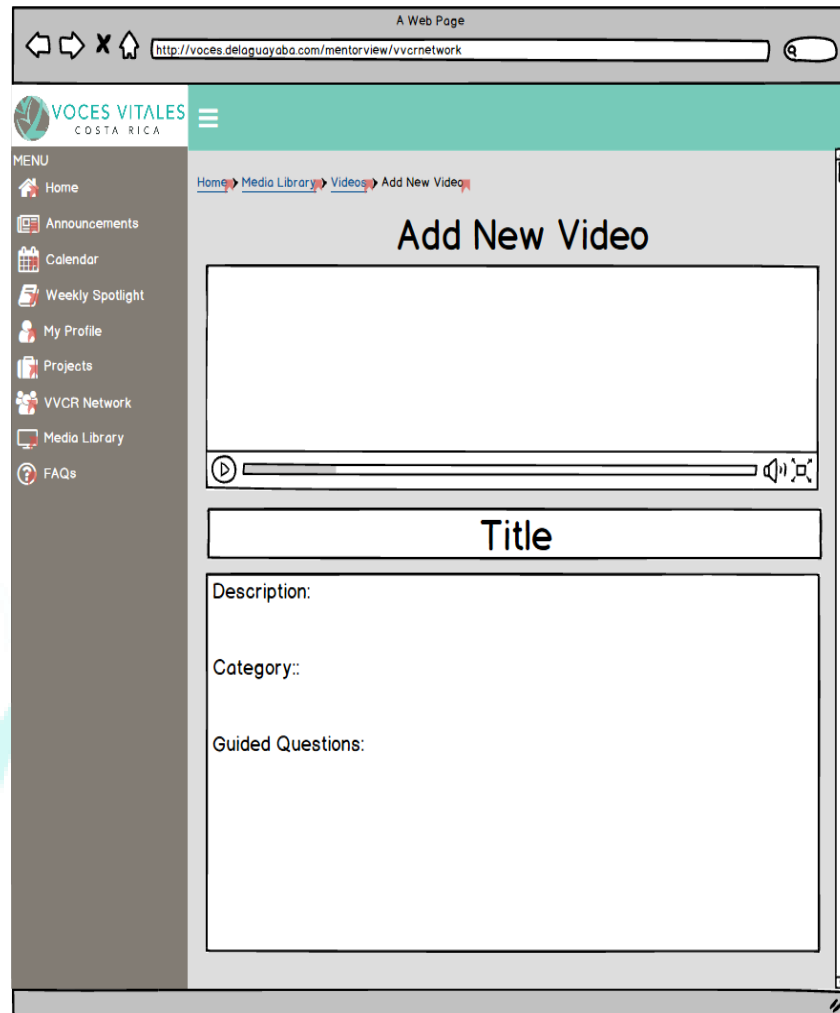 A Web Page
http://voces.delaguayaba.com/mentorview/vvcrnetwork
VOCES VITALES
COSTA RICA
MENU
Home
Announcements
Calendar
Weekly Spotlight
My Profile
Projects
VVCR Network
Media Library
FAQs
Home Media Library Videos Add New Video
Add New Video
Title
Description:
Category::
Guided Questions: